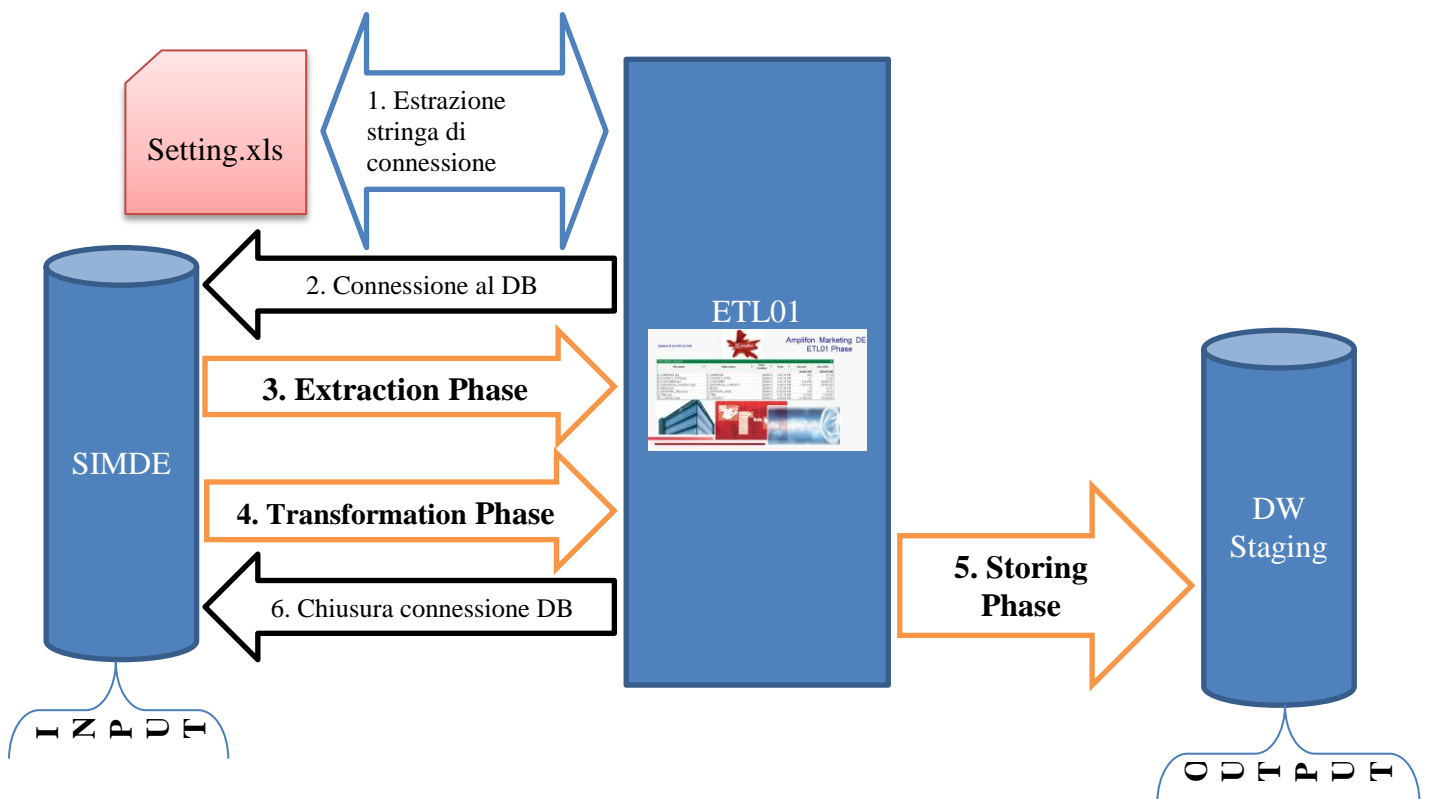 Setting.xls
1. Estrazione
stringa di
connessione
2. Connessione al DB
3. Extraction Phase
4. Transformation Phase
6. Chiusura connessione DB
SIMDE
INPUT
ETL01
Amplifon Marketing DE
ETL01 Phase
5. Storing
Phase
DW
Staging
OUTPUT